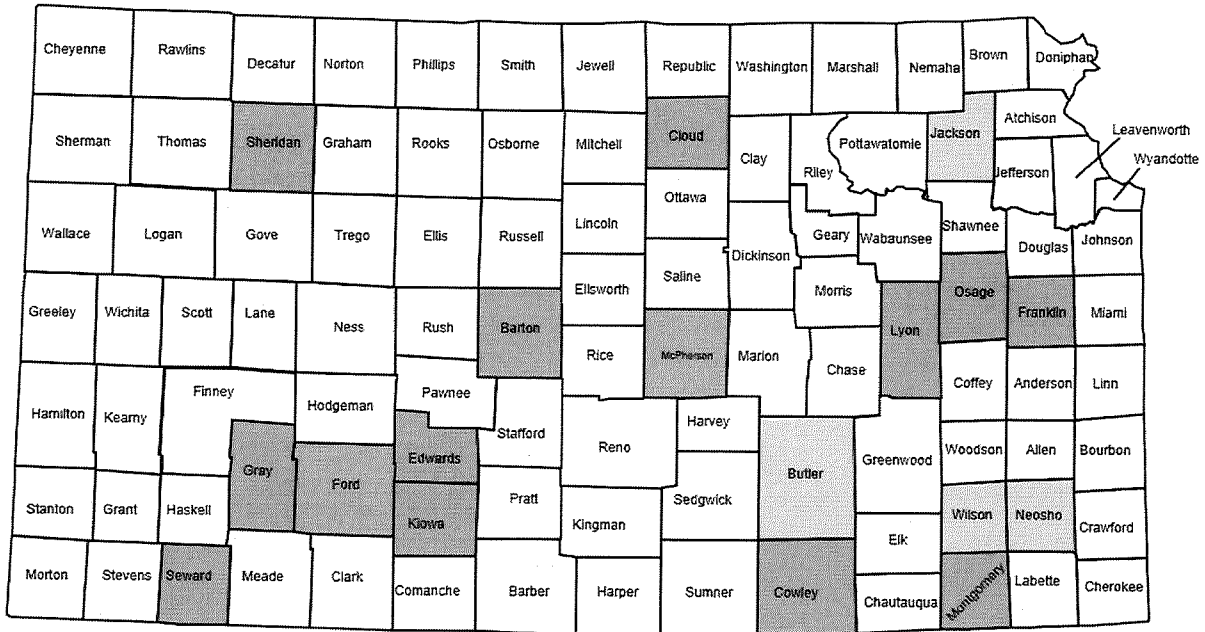 Cheyenne
Rawlins
Decatur
Norton
Phillips
Smith
Jewell
Republic
Washington
Marshall
Nemaha
Brown
Doniphan
Sherman
Thomas
Sheridan
Graham
Rooks
Osborne
Mitchell
Cloud
Clay
Riley
Pottawatomie
Jackson
Atchison
Leavenworth
Wyandotte
Jefferson
Wallace
Logan
Gove
Trego
Ellis
Russell
Lincoln
Ottawa
Saline
Dickinson
Geary
Wabaunsee
Shawnee
Douglas
Johnson
Greeley
Wichita
Scott
Lane
Ness
Rush
Barton
Ellsworth
Rice
McPherson
Marion
Morris
Chase
Lyon
Osage
Franklin
Miami
Hamilton
Kearny
Finney
Hodgeman
Pawnee
Stafford
Reno
Harvey
Coffey
Anderson
Linn
Gray
Ford
Edwards
Kiowa
Pratt
Kingman
Sedgwick
Butler
Greenwood
Woodson
Allen
Bourbon
Stanton
Grant
Haskell
Elk
Wilson
Neosho
Crawford
Morton
Stevens
Seward
Meade
Clark
Comanche
Barber
Harper
Sumner
Cowley
Chautauqua
Montgomery
Labette
Cherokee